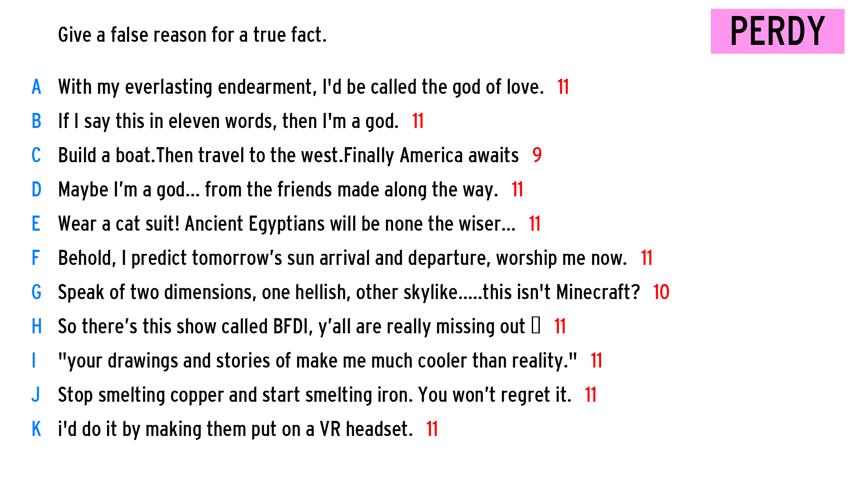 Give a false reason for a true fact.
PERDY
A With my everlasting endearment, I'd be called the god of love. 11
B If I say this in eleven words, then I'm a god. 11
C Build a boat.Then travel to the west.Finally America awaits 9
D Maybe I’m a god... from the friends made along the way. 11
E Wear a cat suit! Ancient Egyptians will be none the wiser... 11
F Behold, I predict tomorrow’s sun arrival and departure, worship me now. 11
G Speak of two dimensions, one hellish, other skylike.....this isn't Minecraft? 10
H So there’s this show called BFDI, y’all are really missing out 11
I "your drawings and stories of make me much cooler than reality." 11
J Stop smelting copper and start smelting iron. You won’t regret it. 11
K i'd do it by making them put on a VR headset. 11